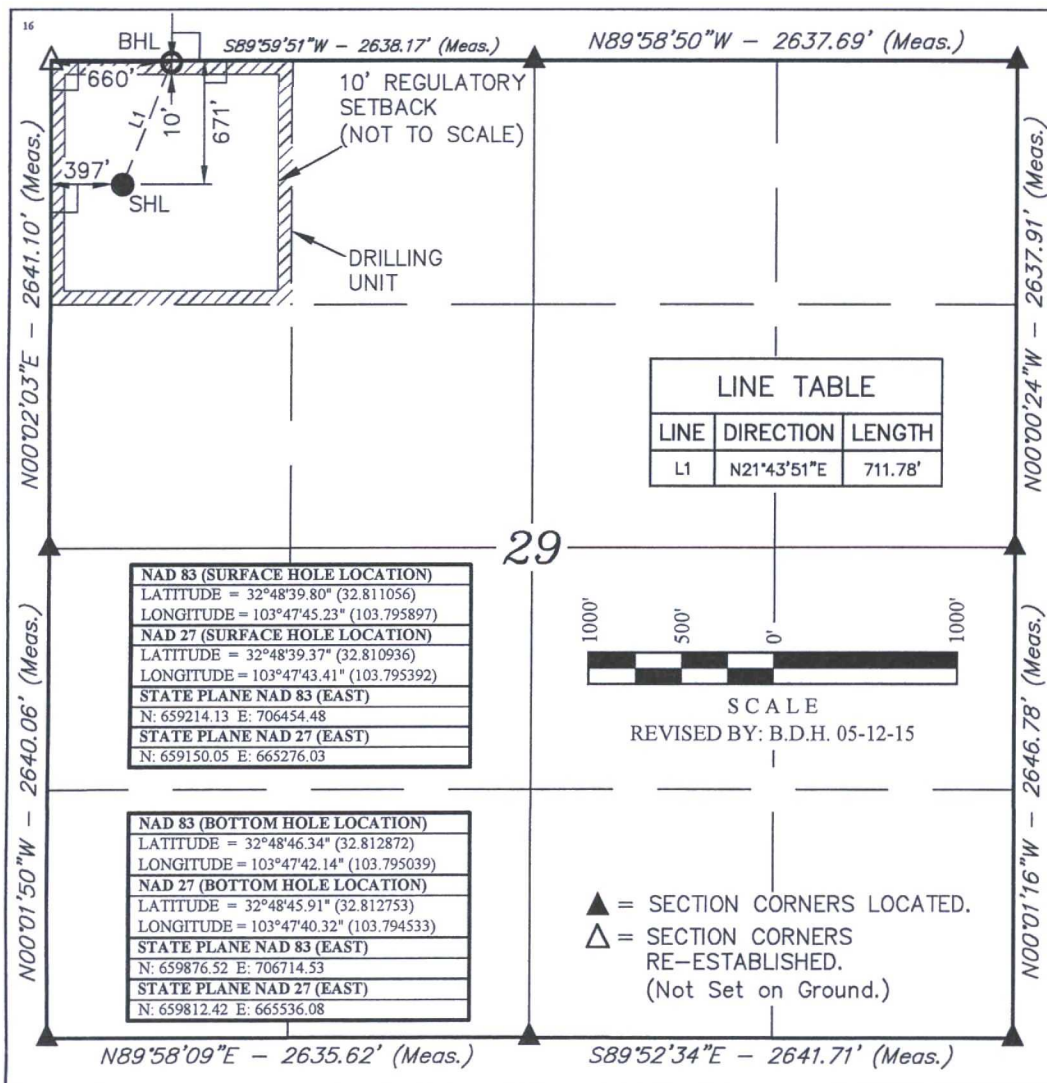 16
BHL
S89°59'51"W - 2638.17' (Meas.)
N89°58'50"W - 2637.69' (Meas.)
660'
10'
671'
L1
10' REGULATORY
SETBACK
(NOT TO SCALE)
397'
SHL
DRILLING
UNIT
N00°02'03"E - 2641.10' (Meas.)
N00°00'24"W - 2637.91' (Meas.)
LINE TABLE
LINE DIRECTION LENGTH
L1 N21°43'51"E 711.78'
29
NAD 83 (SURFACE HOLE LOCATION)
LATITUDE = 32°48'39.80" (32.811056)
LONGITUDE = 103°47'45.23" (103.795897)
NAD 27 (SURFACE HOLE LOCATION)
LATITUDE = 32°48'39.37" (32.810936)
LONGITUDE = 103°47'43.41" (103.795392)
STATE PLANE NAD 83 (EAST)
N: 659214.13 E: 706454.48
STATE PLANE NAD 27 (EAST)
N: 659150.05 E: 665276.03
1000' 500' 0' 1000'
SCALE
REVISED BY: B.D.H. 05-12-15
N00°01'50"W - 2640.06' (Meas.)
N00°01'16"W - 2646.78' (Meas.)
NAD 83 (BOTTOM HOLE LOCATION)
LATITUDE = 32°48'46.34" (32.812872)
LONGITUDE = 103°47'42.14" (103.795039)
NAD 27 (BOTTOM HOLE LOCATION)
LATITUDE = 32°48'45.91" (32.812753)
LONGITUDE = 103°47'40.32" (103.794533)
STATE PLANE NAD 83 (EAST)
N: 659876.52 E: 706714.53
STATE PLANE NAD 27 (EAST)
N: 659812.42 E: 665536.08
▲ = SECTION CORNERS LOCATED.
△ = SECTION CORNERS
RE-ESTABLISHED.
(Not Set on Ground.)
N89°58'09"E - 2635.62' (Meas.)
S89°52'34"E - 2641.71' (Meas.)